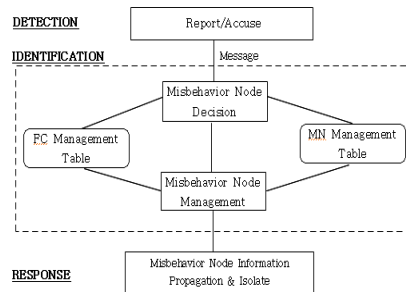 DETECTION
Report/Accuse
IDENTIFICATION
Message
Misbehavior Node
Decision
FC Management
Table
MN Management
Table
Misbehavior Node
Management
RESPONSE
Misbehavior Node Information
Propagation & Isolate